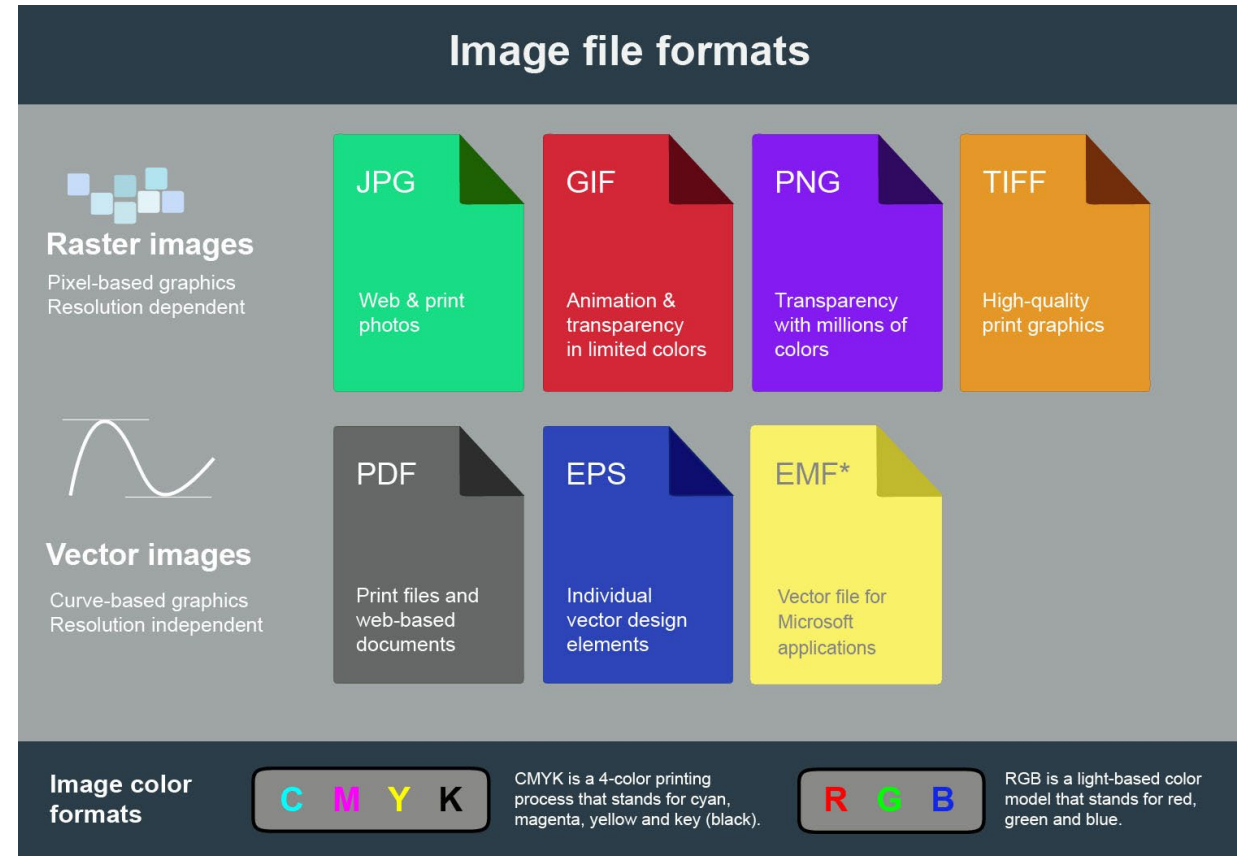 Image file formats
Raster images
Pixel-based graphics
Resolution dependent
JPG
Web & print
photos
GIF
Animation &
transparency
in limited colors
PNG
Transparency
with millions of
colors
TIFF
High-quality
print graphics
Vector images
Curve-based graphics
Resolution independent
PDF
Print files and
web-based
documents
EPS
Individual
vector design
elements
EMF*
Vector file for
Microsoft
applications
Image color
formats
C M Y K
CMYK is a 4-color printing
process that stands for cyan,
magenta, yellow and key (black).
R G B
RGB is a light-based color
model that stands for red,
green and blue.